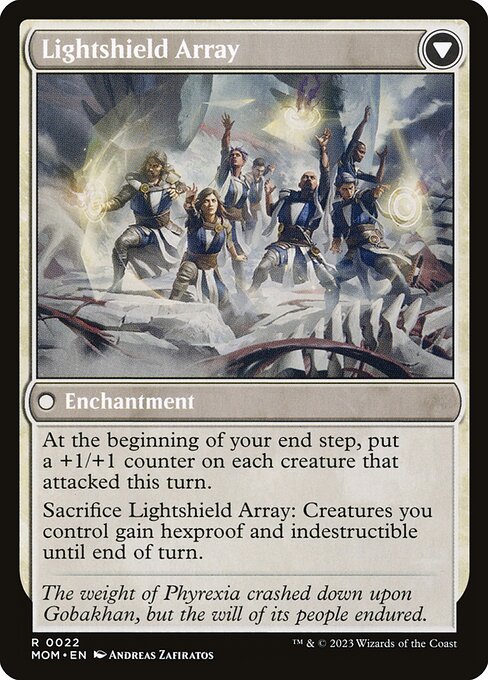 Lightshield Array
Enchantment
At the beginning of your end step, put
a +1/+1 counter on each creature that
attacked this turn.
Sacrifice Lightshield Array: Creatures you
control gain hexproof and indestructible
until end of turn.
The weight of Phyrexia crashed down upon
Gobakhan, but the will of its people endured.
R 0022
MOM • EN ANDREAS ZAFIRATOS
™ & © 2023 Wizards of the Coast